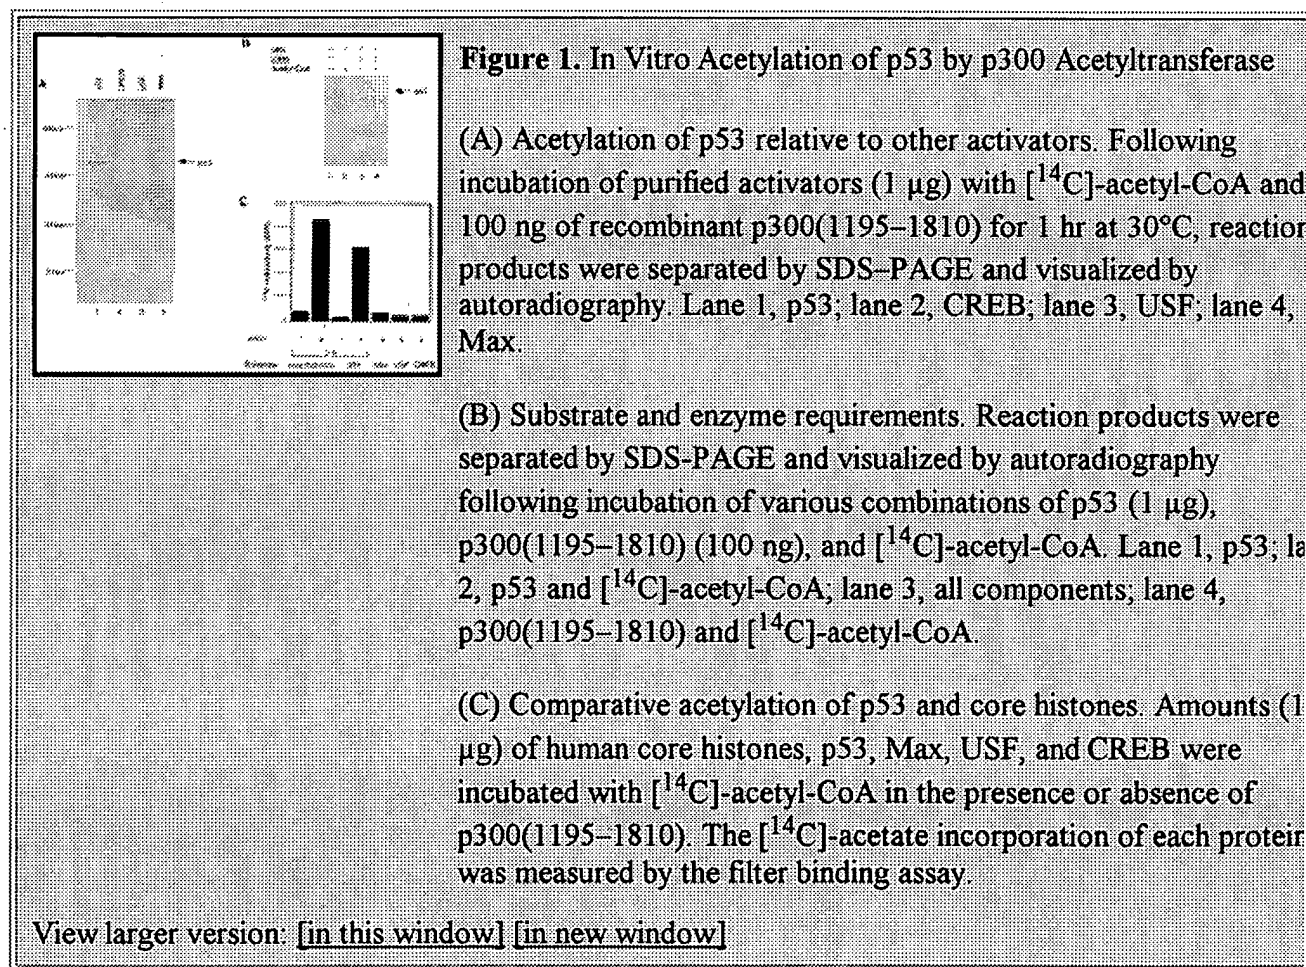 A
B
C
1 2 3 4
Figure 1. In Vitro Acetylation of p53 by p300 Acetyltransferase
(A) Acetylation of p53 relative to other activators. Following
incubation of purified activators (1 µg) with [¹⁴C]-acetyl-CoA and
100 ng of recombinant p300(1195–1810) for 1 hr at 30°C, reaction
products were separated by SDS–PAGE and visualized by
autoradiography. Lane 1, p53; lane 2, CREB; lane 3, USF; lane 4,
Max.
(B) Substrate and enzyme requirements. Reaction products were
separated by SDS-PAGE and visualized by autoradiography
following incubation of various combinations of p53 (1 µg),
p300(1195–1810) (100 ng), and [¹⁴C]-acetyl-CoA. Lane 1, p53; la
2, p53 and [¹⁴C]-acetyl-CoA; lane 3, all components; lane 4,
p300(1195–1810) and [¹⁴C]-acetyl-CoA.
(C) Comparative acetylation of p53 and core histones. Amounts (1
µg) of human core histones, p53, Max, USF, and CREB were
incubated with [¹⁴C]-acetyl-CoA in the presence or absence of
p300(1195–1810). The [¹⁴C]-acetate incorporation of each protein
was measured by the filter binding assay.
View larger version: [in this window] [in new window]